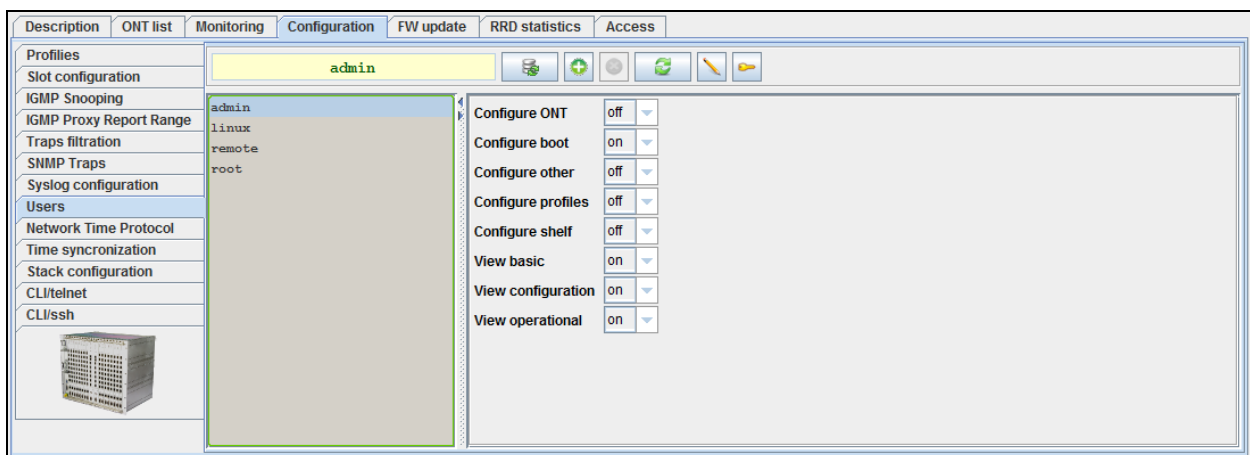 Description ONT list Monitoring Configuration FW update RRD statistics Access
Profilies
Slot configuration
IGMP Snooping
IGMP Proxy Report Range
Traps filtration
SNMP Traps
Syslog configuration
Users
Network Time Protocol
Time syncronization
Stack configuration
CLI/telnet
CLI/ssh
admin
admin
linux
remote
root
Configure ONT off
Configure boot on
Configure other off
Configure profiles off
Configure shelf off
View basic on
View configuration on
View operational on